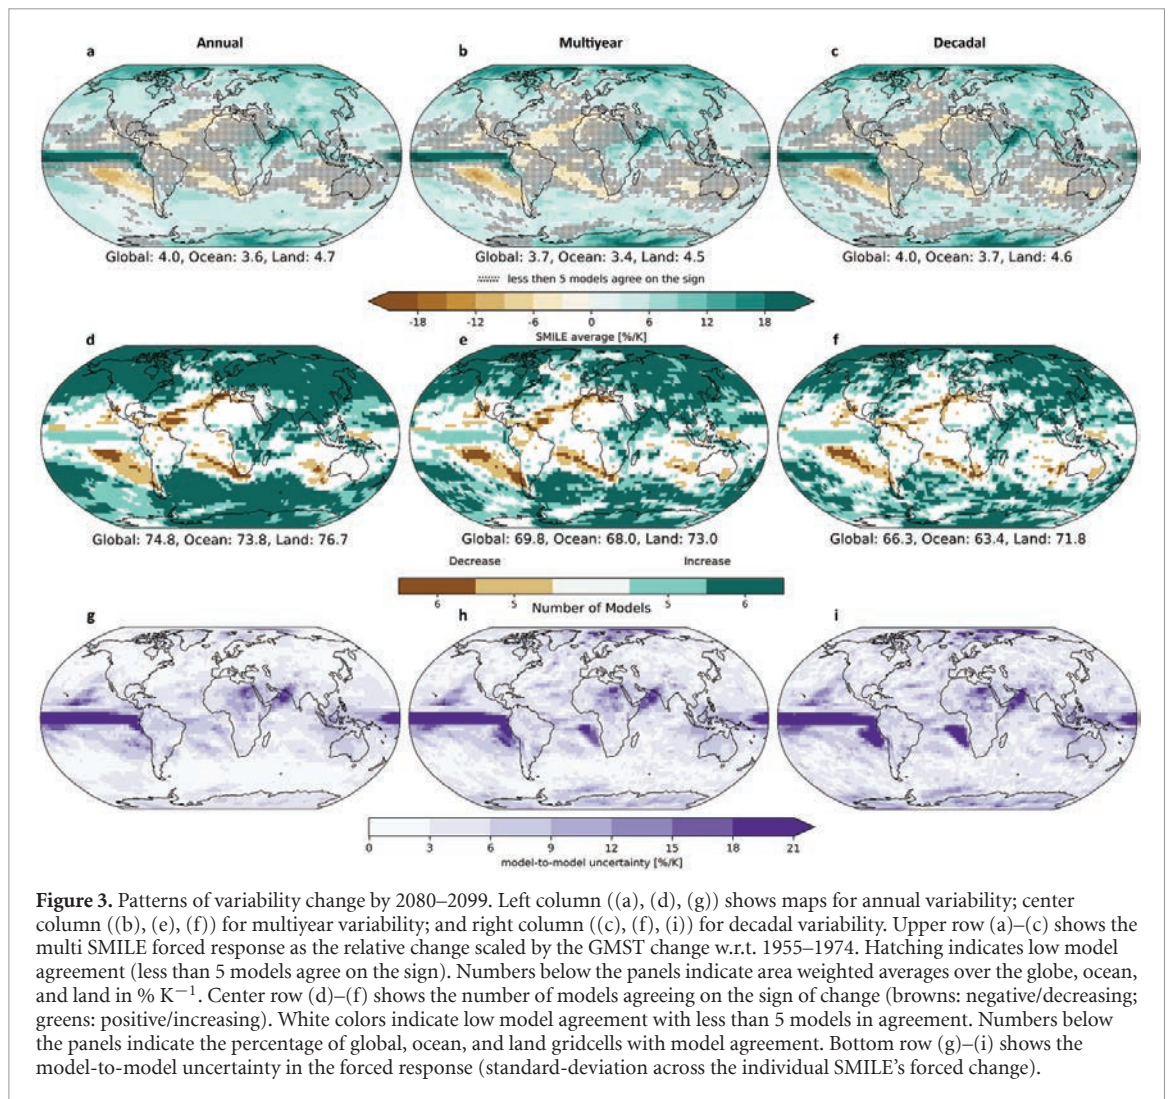 Annual
Multiyear
Decadal
a
b
c
Global: 4.0, Ocean: 3.6, Land: 4.7
Global: 3.7, Ocean: 3.4, Land: 4.5
Global: 4.0, Ocean: 3.7, Land: 4.6
less then 5 models agree on the sign
-18 -12 -6 0 6 12 18
SMILE average [%/K]
d
e
f
Global: 74.8, Ocean: 73.8, Land: 76.7
Global: 69.8, Ocean: 68.0, Land: 73.0
Global: 66.3, Ocean: 63.4, Land: 71.8
Decrease Increase
6 5 5 6
Number of Models
g
h
i
0 3 6 9 12 15 18 21
model-to-model uncertainty [%/K]
Figure 3. Patterns of variability change by 2080–2099. Left column ((a), (d), (g)) shows maps for annual variability; center
column ((b), (e), (f)) for multiyear variability; and right column ((c), (f), (i)) for decadal variability. Upper row (a)–(c) shows the
multi SMILE forced response as the relative change scaled by the GMST change w.r.t. 1955–1974. Hatching indicates low model
agreement (less than 5 models agree on the sign). Numbers below the panels indicate area weighted averages over the globe, ocean,
and land in % K−1. Center row (d)–(f) shows the number of models agreeing on the sign of change (browns: negative/decreasing;
greens: positive/increasing). White colors indicate low model agreement with less than 5 models in agreement. Numbers below
the panels indicate the percentage of global, ocean, and land gridcells with model agreement. Bottom row (g)–(i) shows the
model-to-model uncertainty in the forced response (standard-deviation across the individual SMILE's forced change).